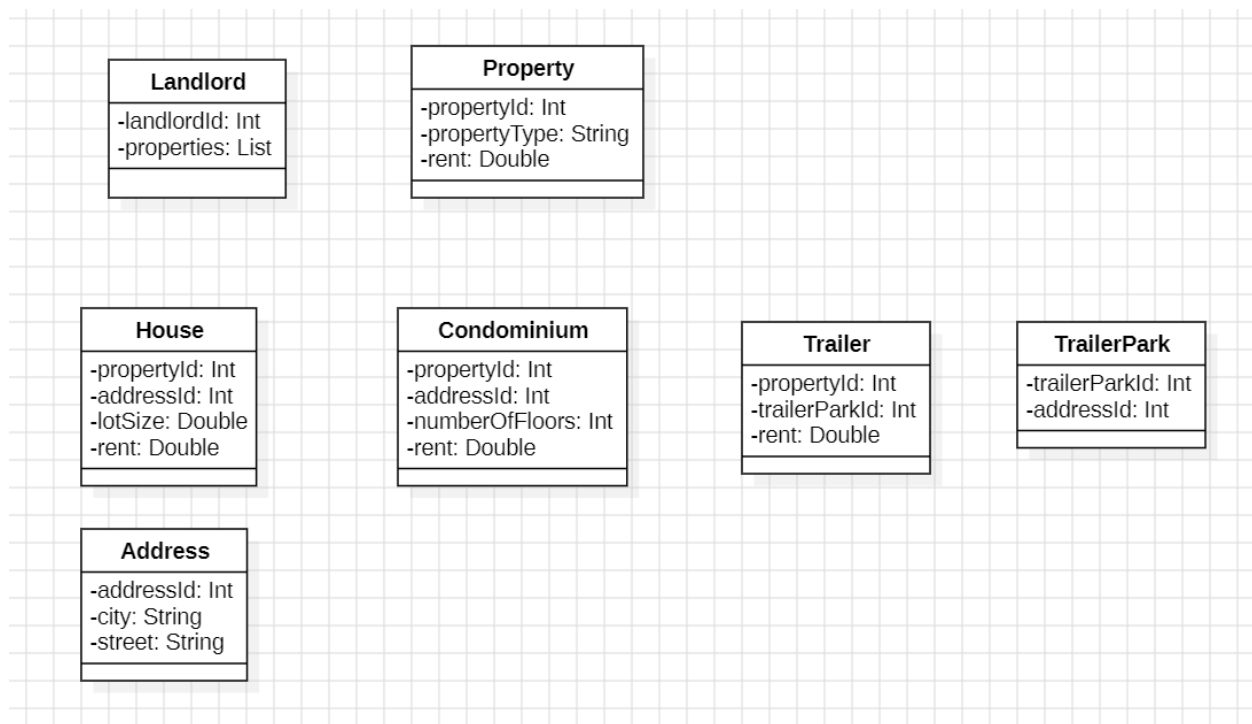 Landlord
-landlordId: Int
-properties: List
Property
-propertyId: Int
-propertyType: String
-rent: Double
House
-propertyId: Int
-addressId: Int
-lotSize: Double
-rent: Double
Condominium
-propertyId: Int
-addressId: Int
-numberOfFloors: Int
-rent: Double
Trailer
-propertyId: Int
-trailerParkId: Int
-rent: Double
TrailerPark
-trailerParkId: Int
-addressId: Int
Address
-addressId: Int
-city: String
-street: String